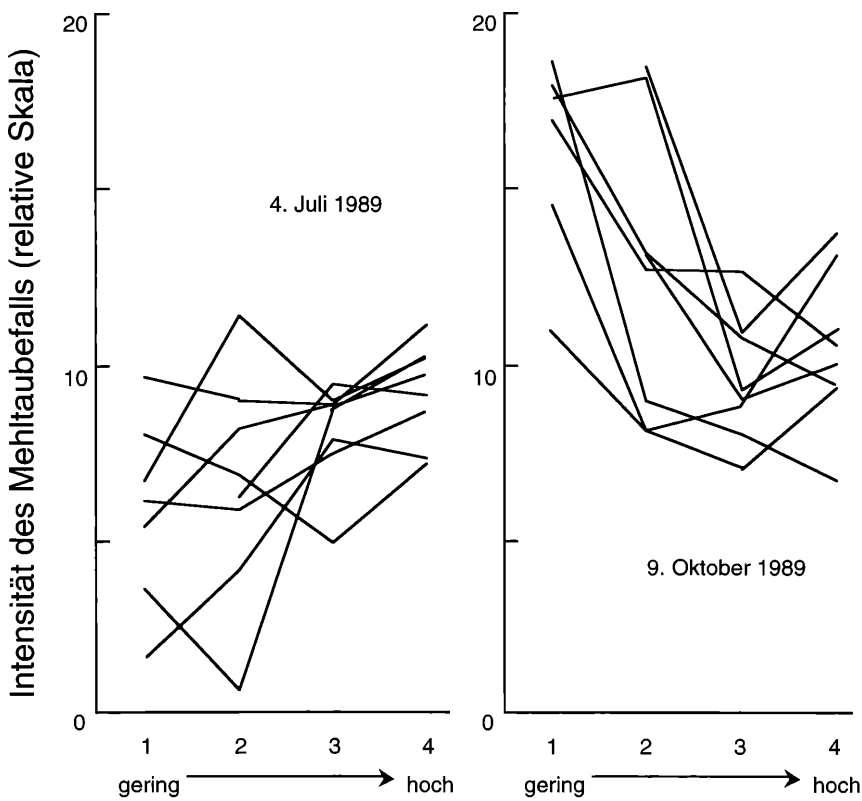 Intensität des Mehltaubefalls (relative Skala)
20
10
0
4. Juli 1989
1 2 3 4
gering hoch
20
10
0
9. Oktober 1989
1 2 3 4
gering hoch